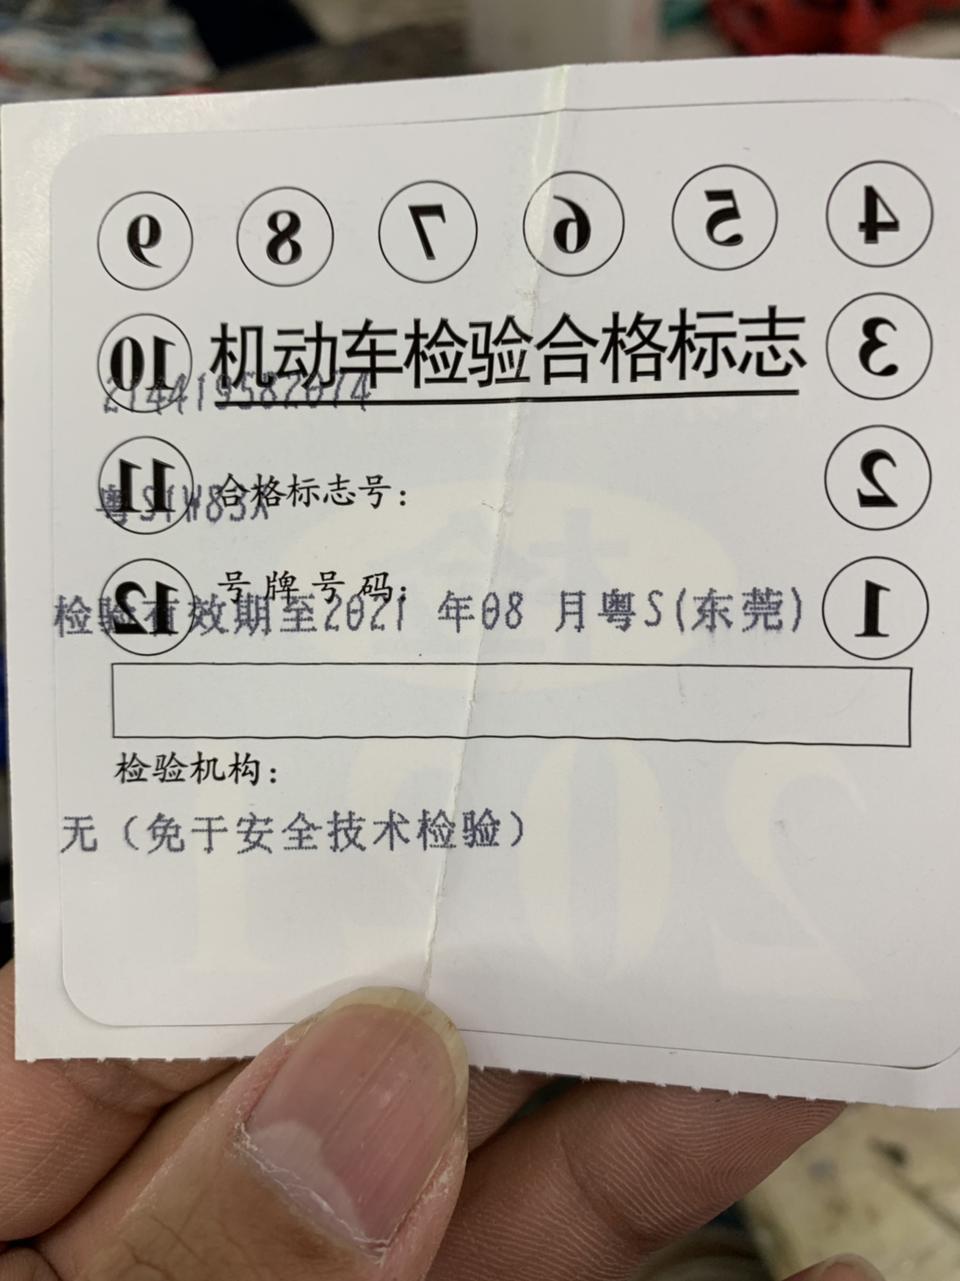 9 8 7 6 5 4
10 机动车检验合格标志 3
214419582074
11 合格标志号： 2
粤S1W83X
12 号牌号码： 1
检验有效期至2021 年08 月粤S(东莞)
检验机构：
无（免于安全技术检验）
检
2021